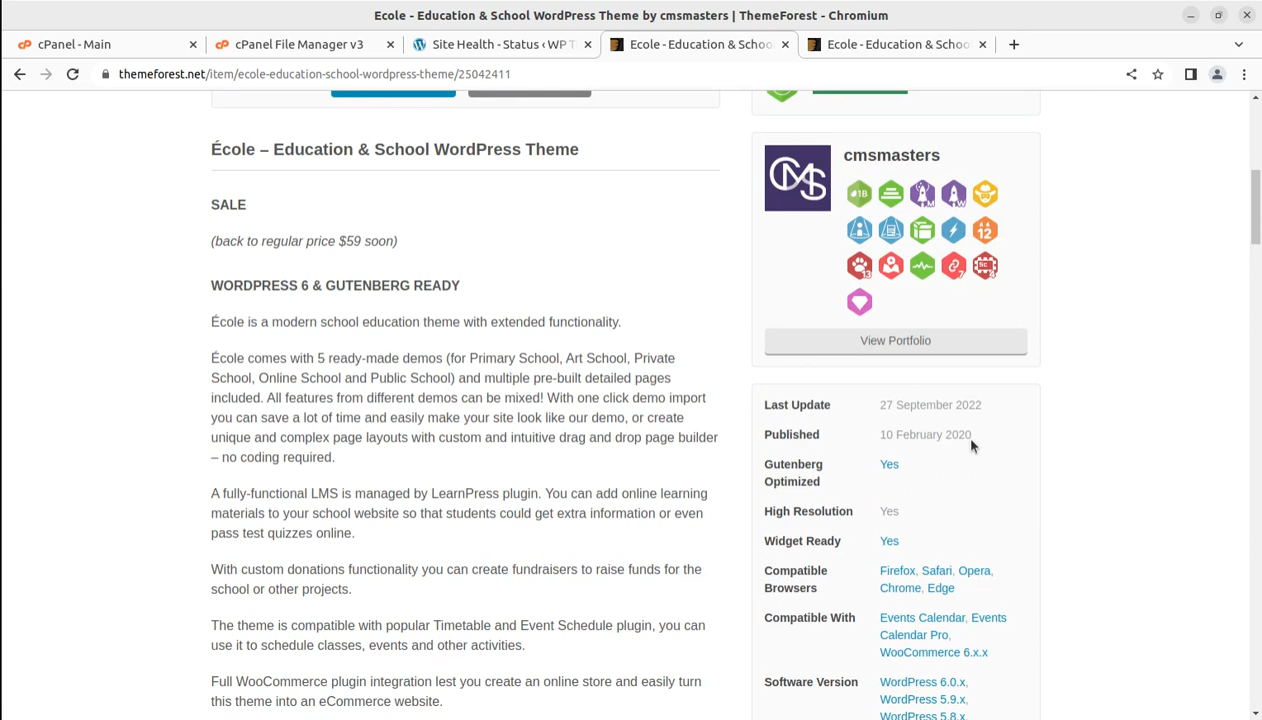 Ecole - Education & School WordPress Theme by cmsmasters | ThemeForest - Chromium
cPanel - Main
cPanel File Manager v3
Site Health - Status ‹ WP T
Ecole - Education & Schoo
Ecole - Education & Schoo
themeforest.net/item/ecole-education-school-wordpress-theme/25042411
École – Education & School WordPress Theme
SALE
(back to regular price $59 soon)
WORDPRESS 6 & GUTENBERG READY
École is a modern school education theme with extended functionality.
École comes with 5 ready-made demos (for Primary School, Art School, Private
School, Online School and Public School) and multiple pre-built detailed pages
included. All features from different demos can be mixed! With one click demo import
you can save a lot of time and easily make your site look like our demo, or create
unique and complex page layouts with custom and intuitive drag and drop page builder
– no coding required.
A fully-functional LMS is managed by LearnPress plugin. You can add online learning
materials to your school website so that students could get extra information or even
pass test quizzes online.
With custom donations functionality you can create fundraisers to raise funds for the
school or other projects.
The theme is compatible with popular Timetable and Event Schedule plugin, you can
use it to schedule classes, events and other activities.
Full WooCommerce plugin integration lest you create an online store and easily turn
this theme into an eCommerce website.
CMS
cmsmasters
1B
M
W
12
13
7
Sc
4
View Portfolio
Last Update 27 September 2022
Published 10 February 2020
Gutenberg Yes
Optimized
High Resolution Yes
Widget Ready Yes
Compatible Firefox, Safari, Opera,
Browsers Chrome, Edge
Compatible With Events Calendar, Events
Calendar Pro,
WooCommerce 6.x.x
Software Version WordPress 6.0.x,
WordPress 5.9.x,
WordPress 5.8.x,